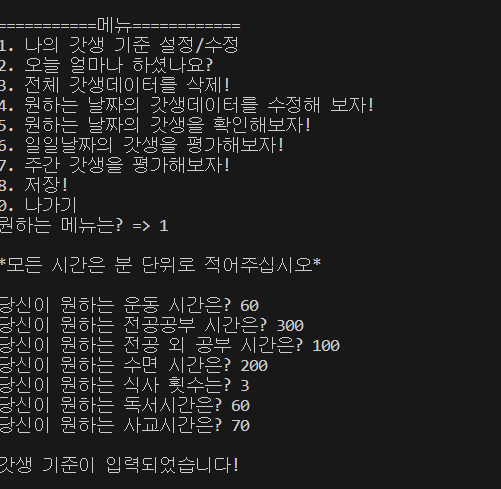 ===========메뉴============
1. 나의 갓생 기준 설정/수정
2. 오늘 얼마나 하셨나요?
3. 전체 갓생데이터를 삭제!
4. 원하는 날짜의 갓생데이터를 수정해 보자!
5. 원하는 날짜의 갓생을 확인해보자!
6. 일일날짜의 갓생을 평가해보자!
7. 주간 갓생을 평가해보자!
8. 저장!
0. 나가기
원하는 메뉴는? => 1
*모든 시간은 분 단위로 적어주십시오*
당신이 원하는 운동 시간은? 60
당신이 원하는 전공공부 시간은? 300
당신이 원하는 전공 외 공부 시간은? 100
당신이 원하는 수면 시간은? 200
당신이 원하는 식사 횟수는? 3
당신이 원하는 독서시간은? 60
당신이 원하는 사교시간은? 70
갓생 기준이 입력되었습니다!